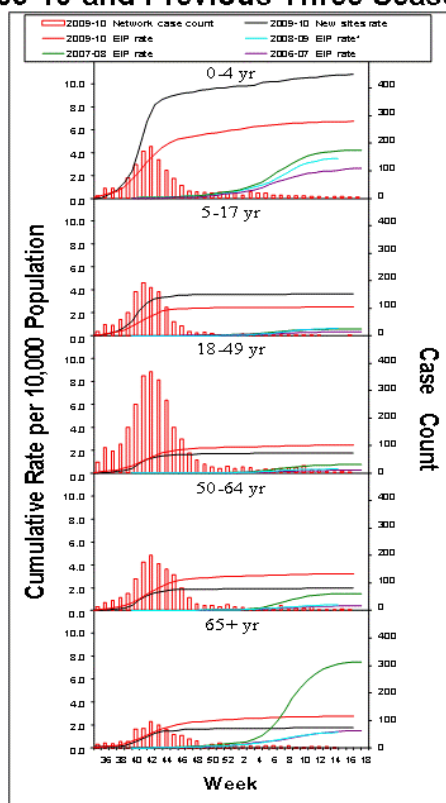 2009-10 Network case count
2009-10 New sites rate
2009-10 EIP rate
2008-09 EIP rate*
2007-08 EIP rate
2006-07 EIP rate
0-4 yr
10.0 400
8.0 300
6.0
4.0 200
2.0 100
0.0 0
5-17 yr
10.0 400
8.0 300
6.0
4.0 200
2.0 100
0.0 0
18-49 yr
10.0 400
8.0 300
6.0
4.0 200
2.0 100
0.0 0
50-64 yr
10.0 400
8.0 300
6.0
4.0 200
2.0 100
0.0 0
65+ yr
10.0 400
8.0 300
6.0
4.0 200
2.0 100
0.0 0
36 38 40 42 44 46 48 50 52 2 4 6 8 10 12 14 16 18
Week
Cumulative Rate per 10,000 Population
Case Count